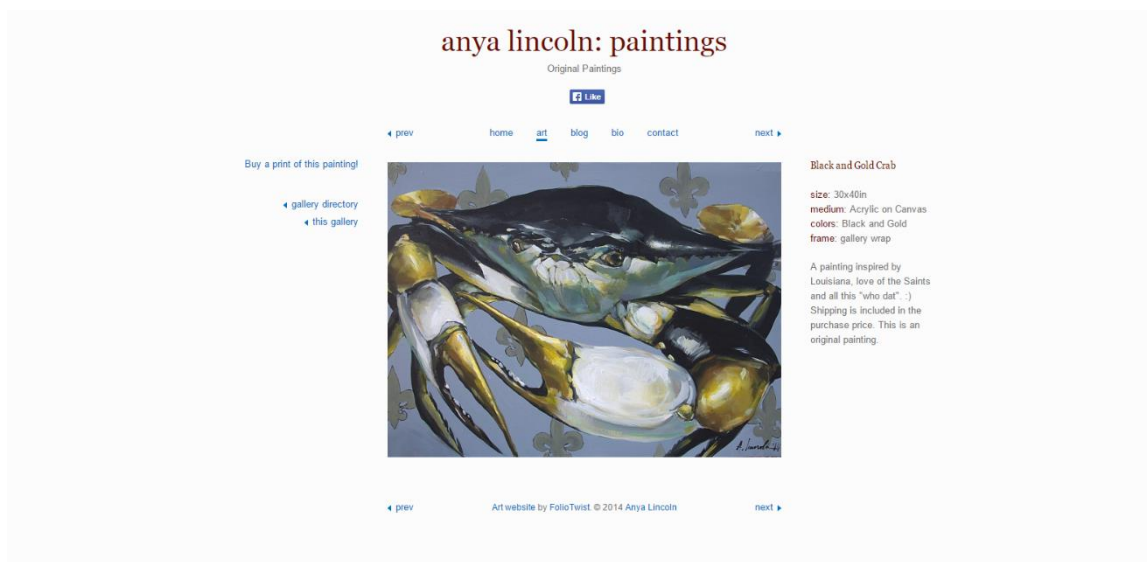 anya lincoln: paintings
Original Paintings
Like
prev
home art blog bio contact
next
Buy a print of this painting!
gallery directory
this gallery
Black and Gold Crab
size: 30x40in
medium: Acrylic on Canvas
colors: Black and Gold
frame: gallery wrap
A painting inspired by
Louisiana, love of the Saints
and all this "who dat". :)
Shipping is included in the
purchase price. This is an
original painting.
prev
Art website by FolioTwist. © 2014 Anya Lincoln
next